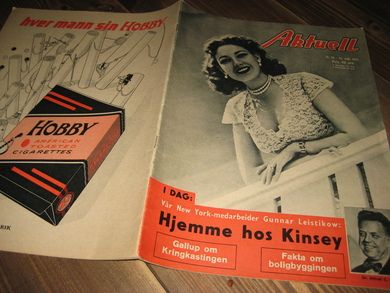 hver mann sin HOBBY
HOBBY
AMERICAN
TOASTED
CIGARETTES
Aktuell
I DAG:
Vår New York-medarbeider Gunnar Leistikow:
Hjemme hos Kinsey
Gallup om
Kringkastingen
Fakta om
boligbyggingen